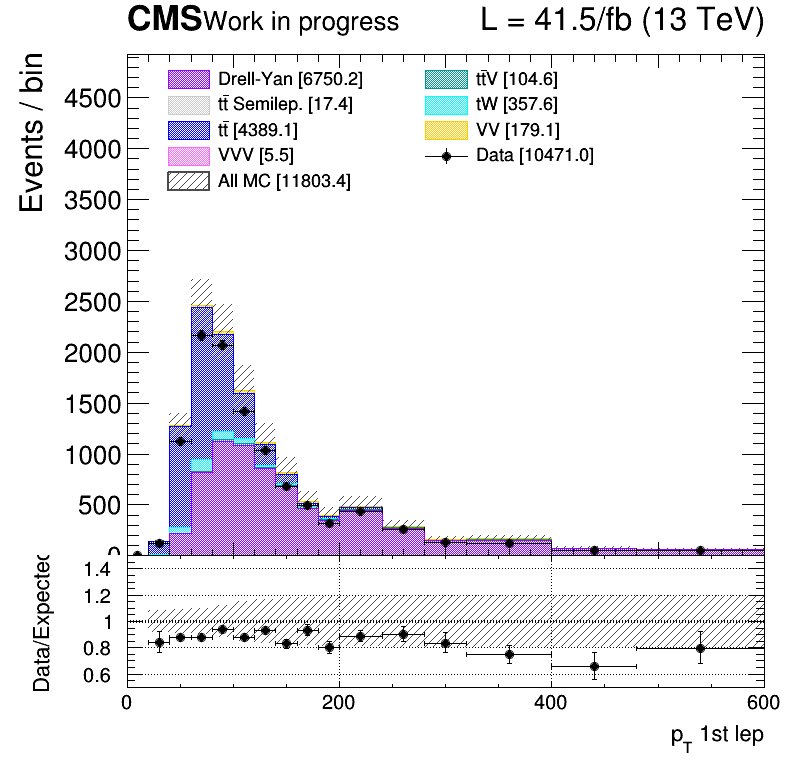 CMS Work in progress L = 41.5/fb (13 TeV)
Events / bin
Drell-Yan [6750.2]
tt̄ Semilep. [17.4]
tt̄ [4389.1]
VVV [5.5]
All MC [11803.4]
tt̄V [104.6]
tW [357.6]
VV [179.1]
Data [10471.0]
4500
4000
3500
3000
2500
2000
1500
1000
500
0
Data/Expected
1.4
1.2
1
0.8
0.6
0 200 400 600
p_T 1st lep